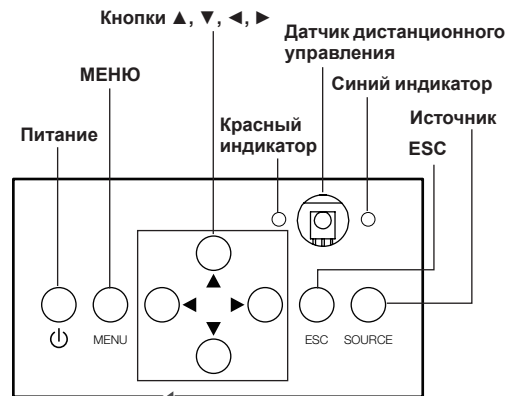 Кнопки ▲, ▼, ◄, ►
Датчик дистанционного
управления
МЕНЮ
Синий индикатор
Источник
Питание
Красный
индикатор
ESC
MENU
ESC
SOURCE